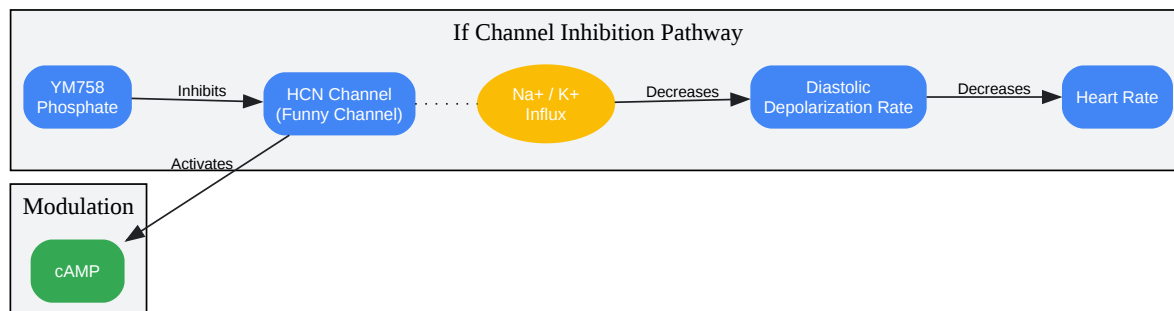 If Channel Inhibition Pathway
YM758
Phosphate
Inhibits
HCN Channel
(Funny Channel)
Na+ / K+
Influx
Decreases
Diastolic
Depolarization Rate
Decreases
Heart Rate
Activates
Modulation
cAMP